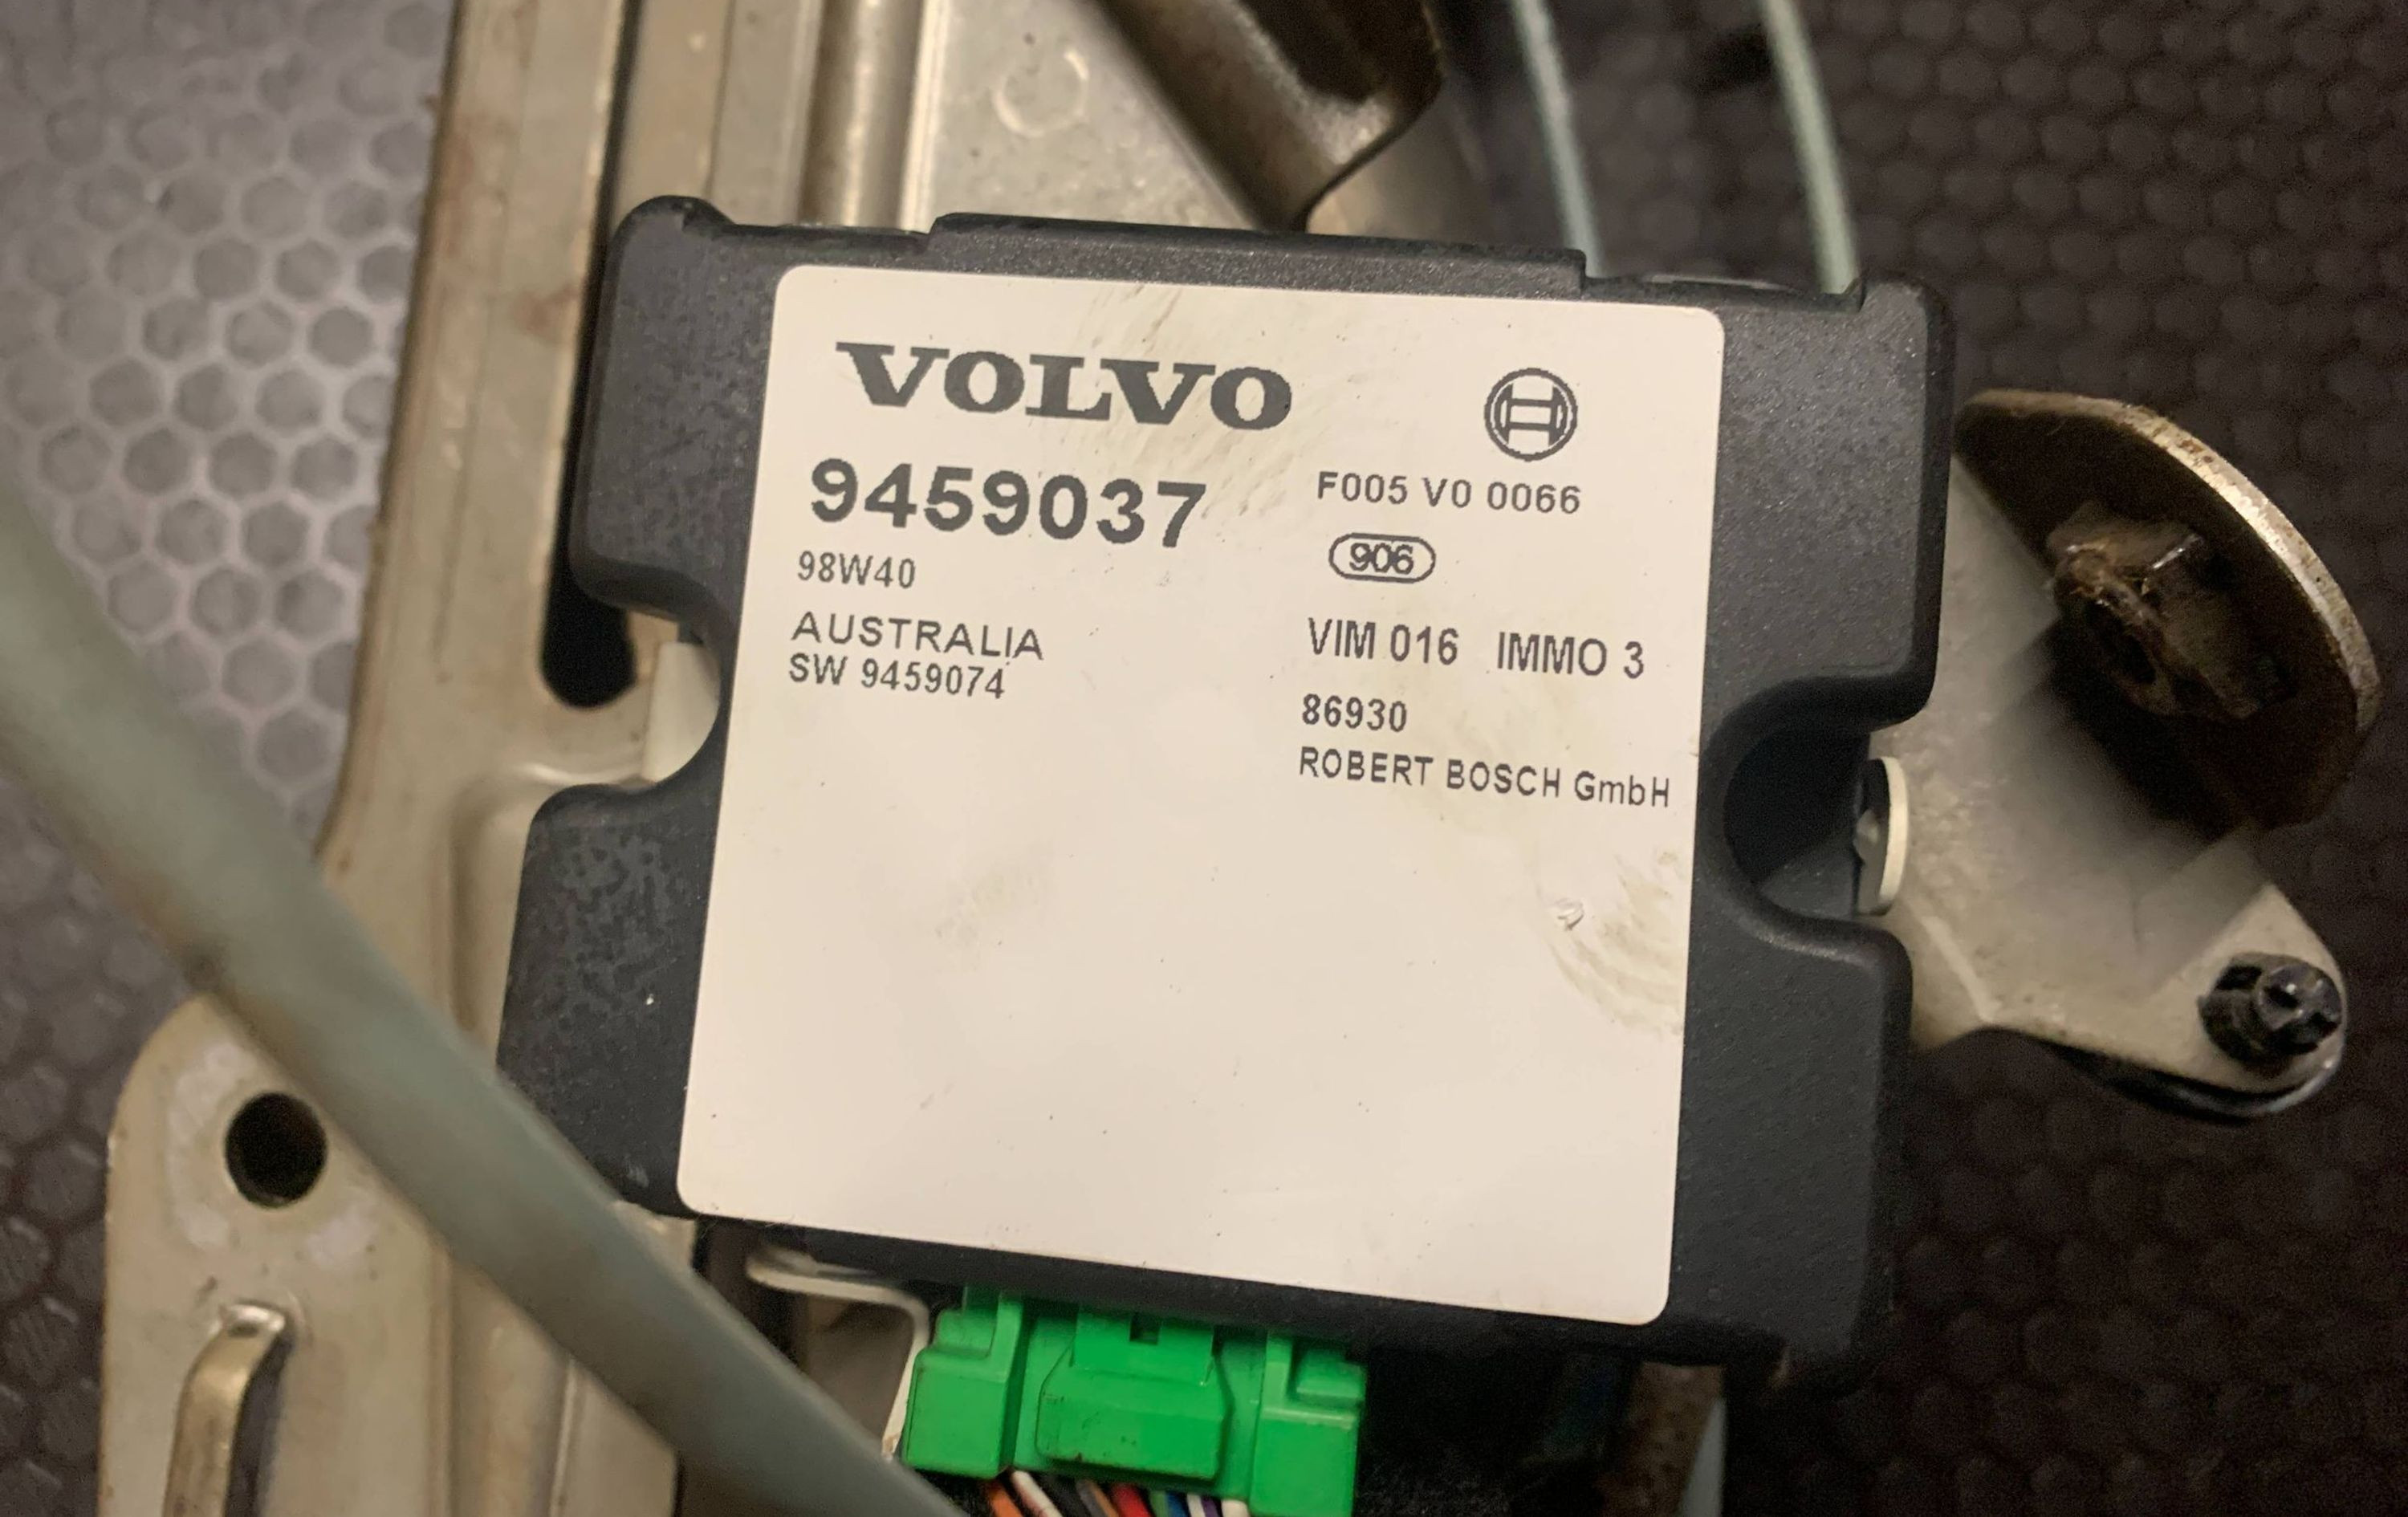 VOLVO
9459037
98W40
AUSTRALIA
SW 9459074
F005 V0 0066
906
VIM 016 IMMO 3
86930
ROBERT BOSCH GmbH